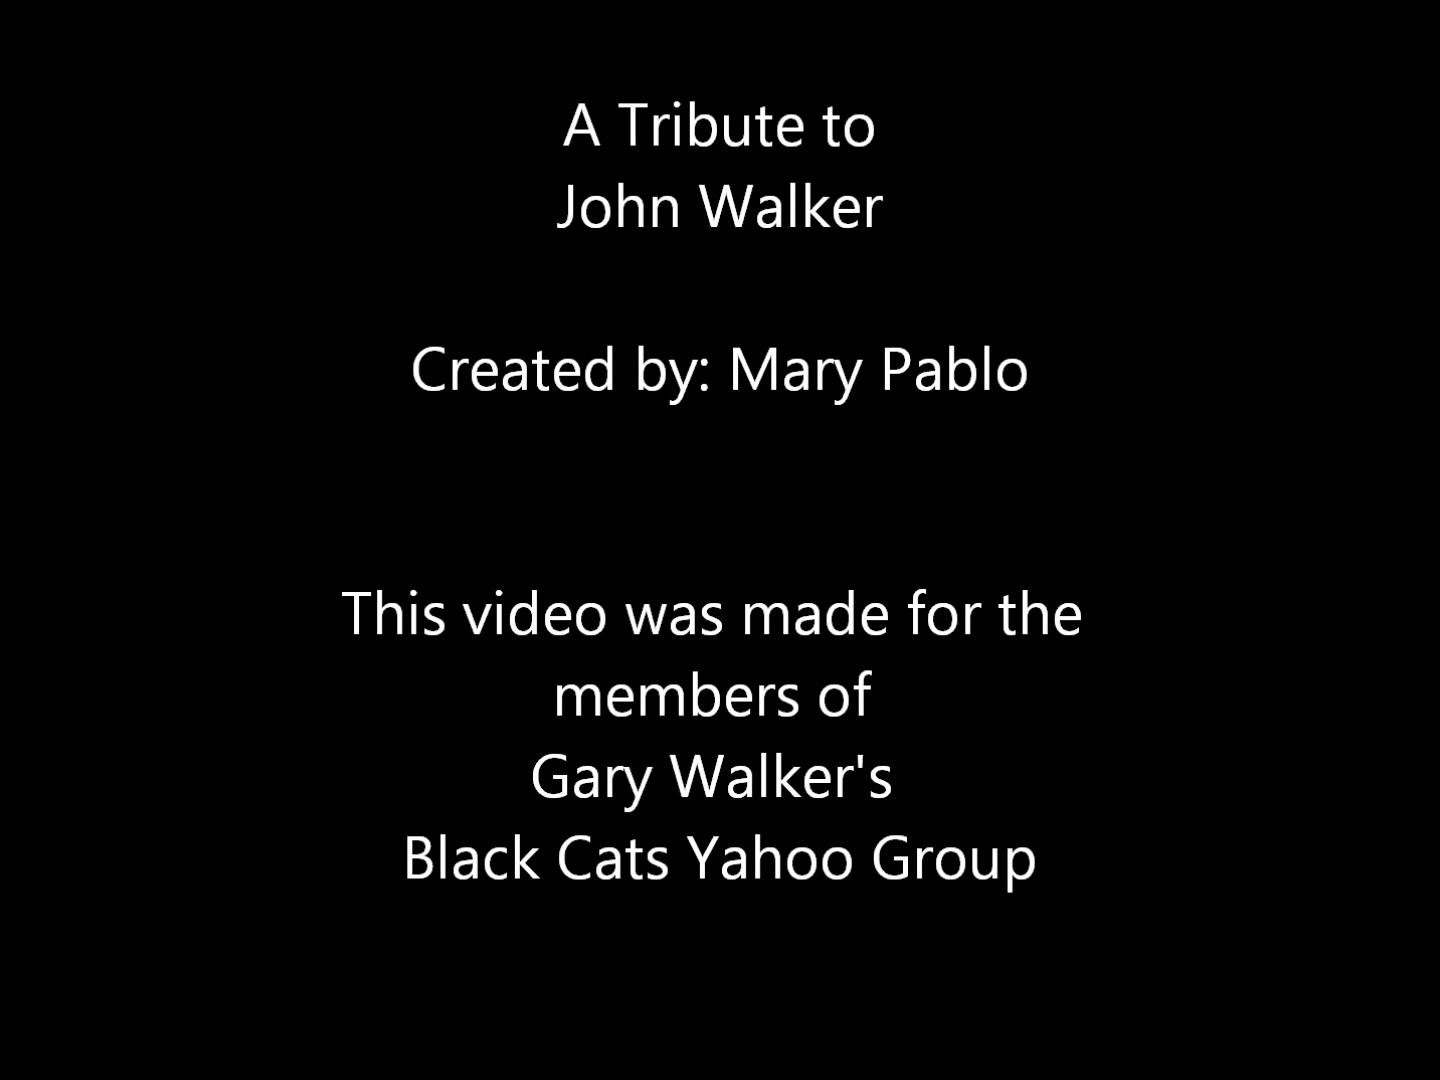 A Tribute to
John Walker
Created by: Mary Pablo
This video was made for the
members of
Gary Walker's
Black Cats Yahoo Group